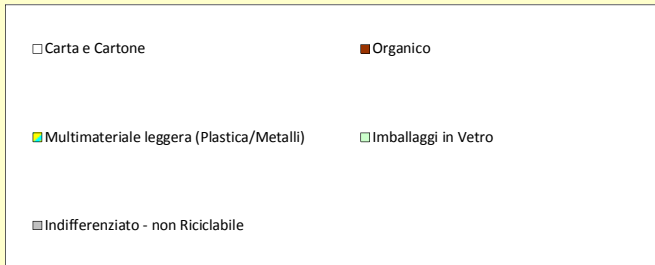 Carta e Cartone
Organico
Multimateriale leggera (Plastica/Metalli)
Imballaggi in Vetro
Indifferenziato - non Riciclabile